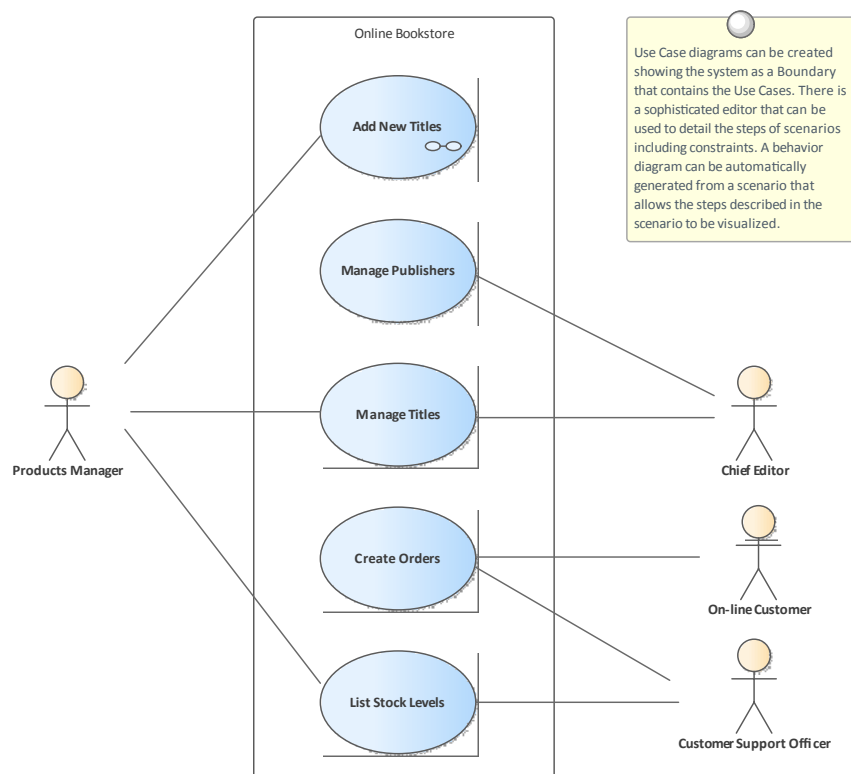 Online Bookstore
Use Case diagrams can be created
showing the system as a Boundary
that contains the Use Cases. There is
a sophisticated editor that can be
used to detail the steps of scenarios
including constraints. A behavior
diagram can be automatically
generated from a scenario that
allows the steps described in the
scenario to be visualized.
Add New Titles
Manage Publishers
Manage Titles
Products Manager
Chief Editor
Create Orders
On-line Customer
List Stock Levels
Customer Support Officer